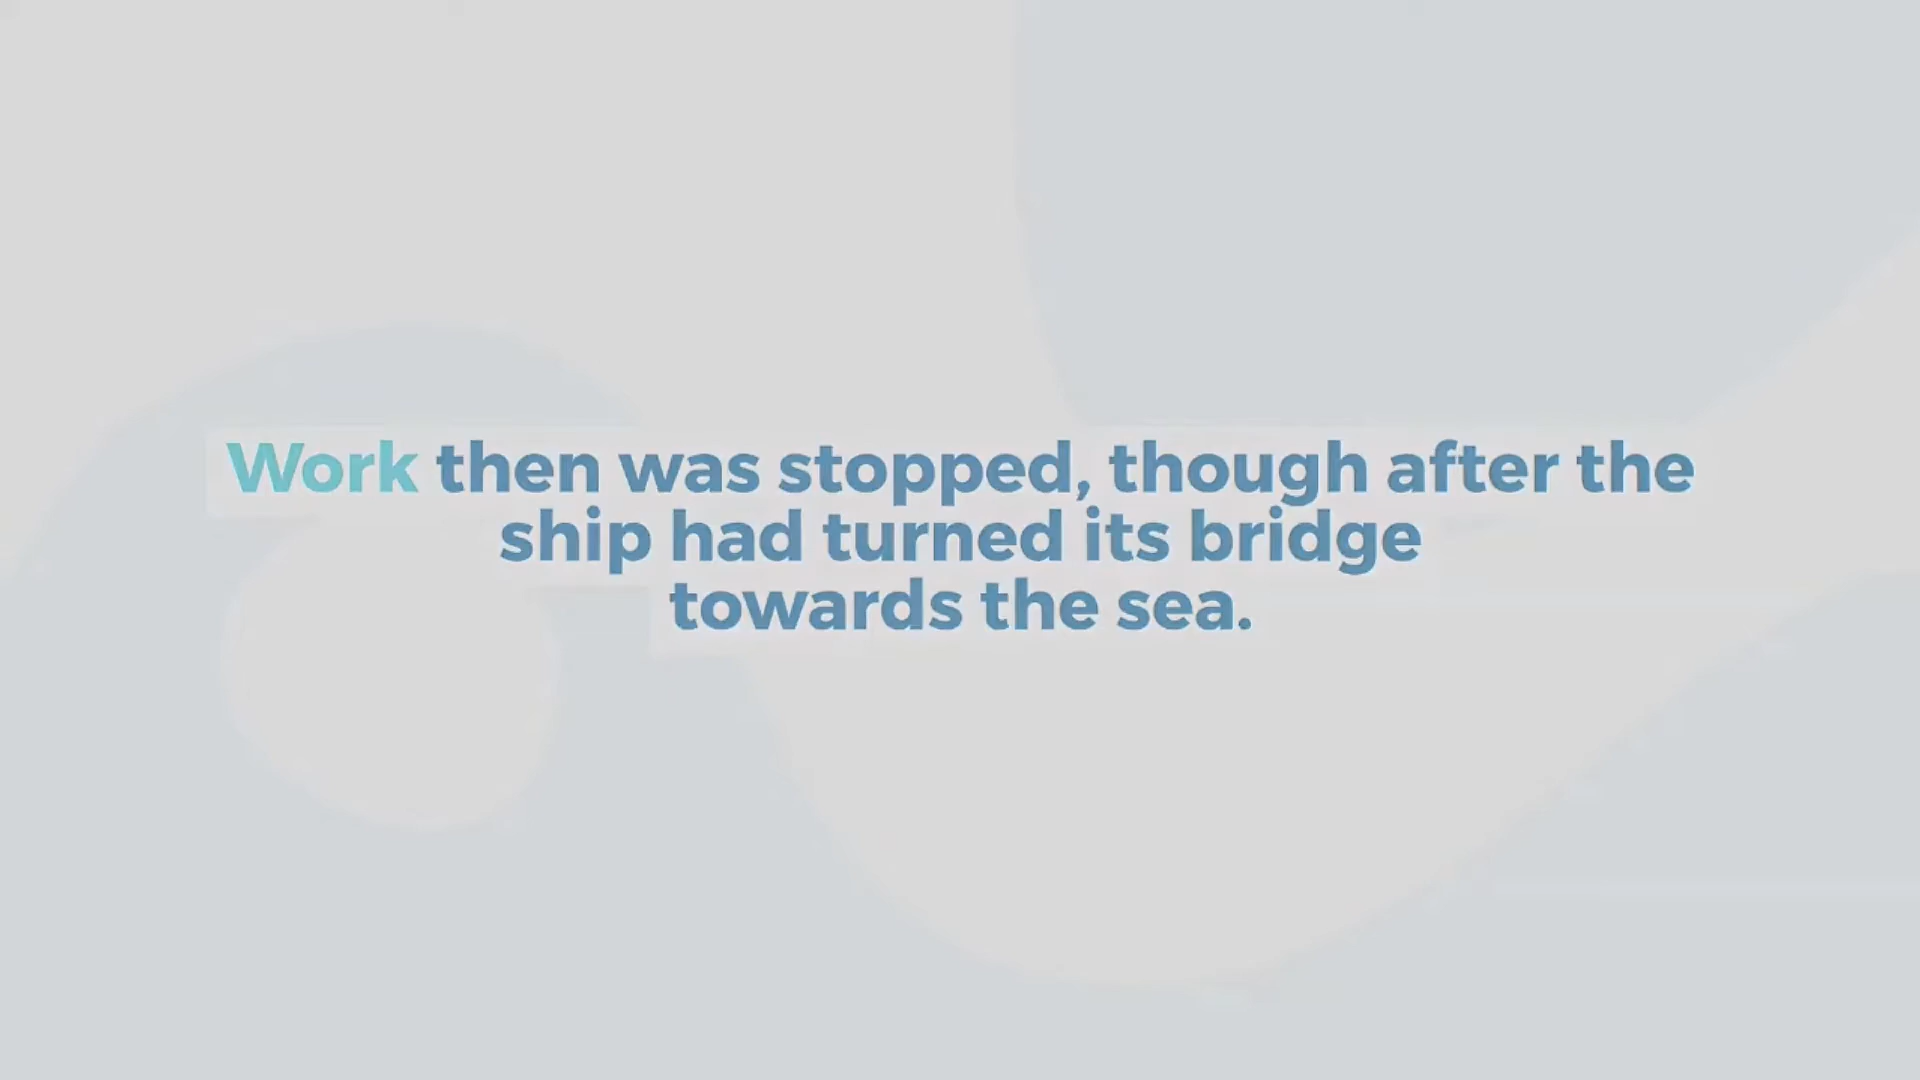 Work then was stopped, though after the
ship had turned its bridge
towards the sea.